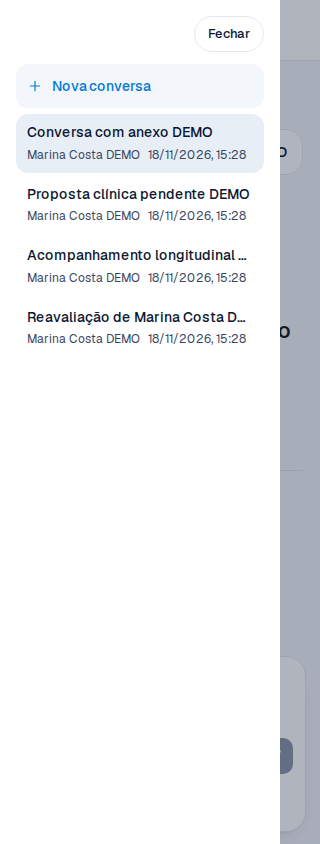 Fechar
+ Nova conversa
Conversa com anexo DEMO
Marina Costa DEMO 18/11/2026, 15:28
Proposta clínica pendente DEMO
Marina Costa DEMO 18/11/2026, 15:28
Acompanhamento longitudinal ...
Marina Costa DEMO 18/11/2026, 15:28
Reavaliação de Marina Costa D...
Marina Costa DEMO 18/11/2026, 15:28